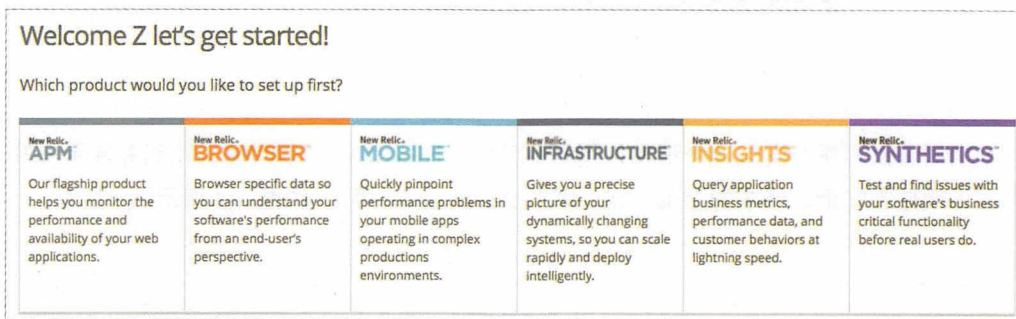 Welcome Z let's get started!
Which product would you like to set up first?
New Relic.
APM™
Our flagship product
helps you monitor the
performance and
availability of your web
applications.
New Relic.
BROWSER™
Browser specific data so
you can understand your
software's performance
from an end-user's
perspective.
New Relic.
MOBILE™
Quickly pinpoint
performance problems in
your mobile apps
operating in complex
productions
environments.
New Relic.
INFRASTRUCTURE
Gives you a precise
picture of your
dynamically changing
systems, so you can scale
rapidly and deploy
intelligently.
New Relic.
INSIGHTS
Query application
business metrics,
performance data, and
customer behaviors at
lightning speed.
New Relic.
SYNTHETICS™
Test and find issues with
your software's business
critical functionality
before real users do.